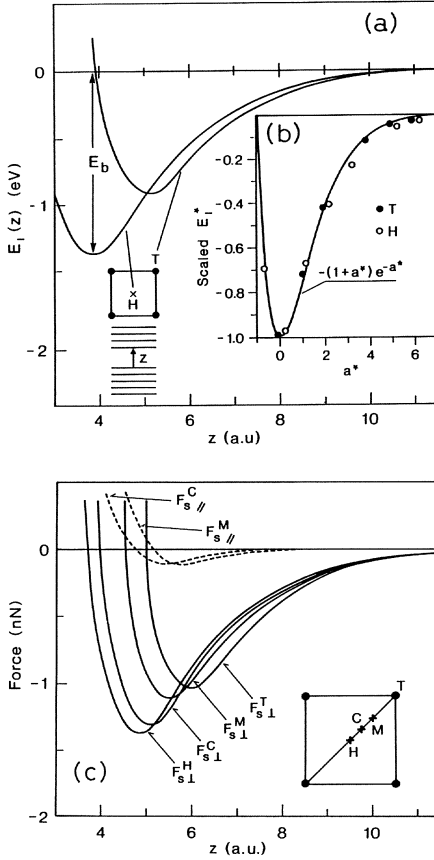 (a)
0
-1
-2
E_I (z) (eV)
E_b
T
H
z
4
6
8
10
z (a.u)
(b)
-0.2
-0.4
-0.6
-0.8
-1.0
Scaled E_I^*
T
H
-(1+a*) e^{-a*}
0
2
4
6
a*
F_s^C //
F_s^M //
0
-1
-2
Force (nN)
F_s⊥^T
F_s⊥^M
F_s⊥^C
F_s⊥^H
(c)
T
C
M
H
4
6
8
10
z (a.u.)